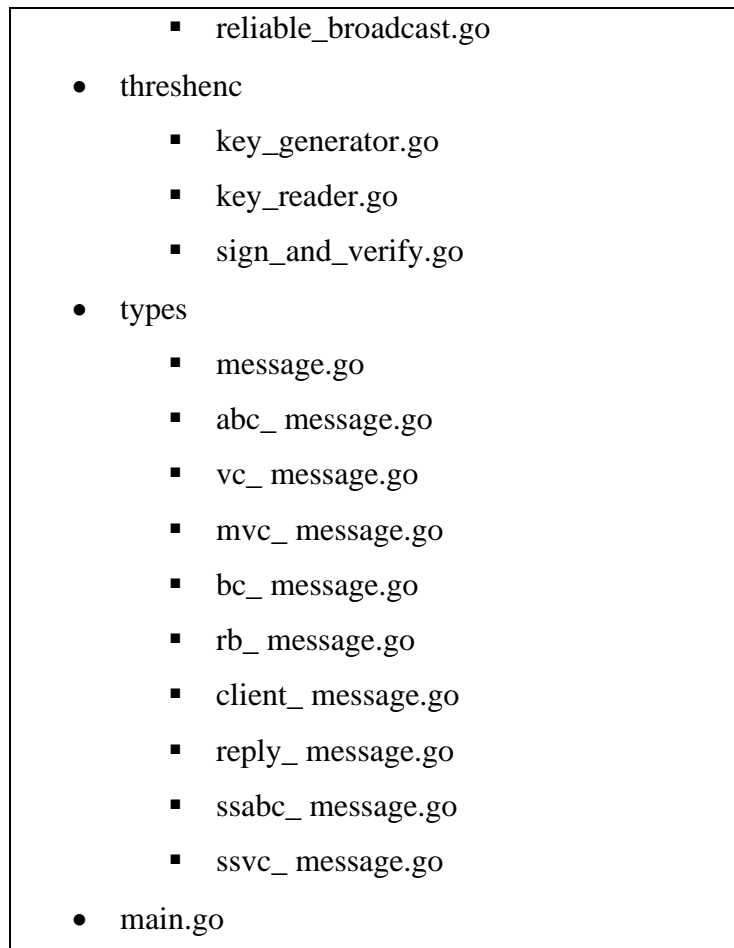 ▪ reliable_broadcast.go
• threshenc
▪ key_generator.go
▪ key_reader.go
▪ sign_and_verify.go
• types
▪ message.go
▪ abc_ message.go
▪ vc_ message.go
▪ mvc_ message.go
▪ bc_ message.go
▪ rb_ message.go
▪ client_ message.go
▪ reply_ message.go
▪ ssabc_ message.go
▪ ssvc_ message.go
• main.go